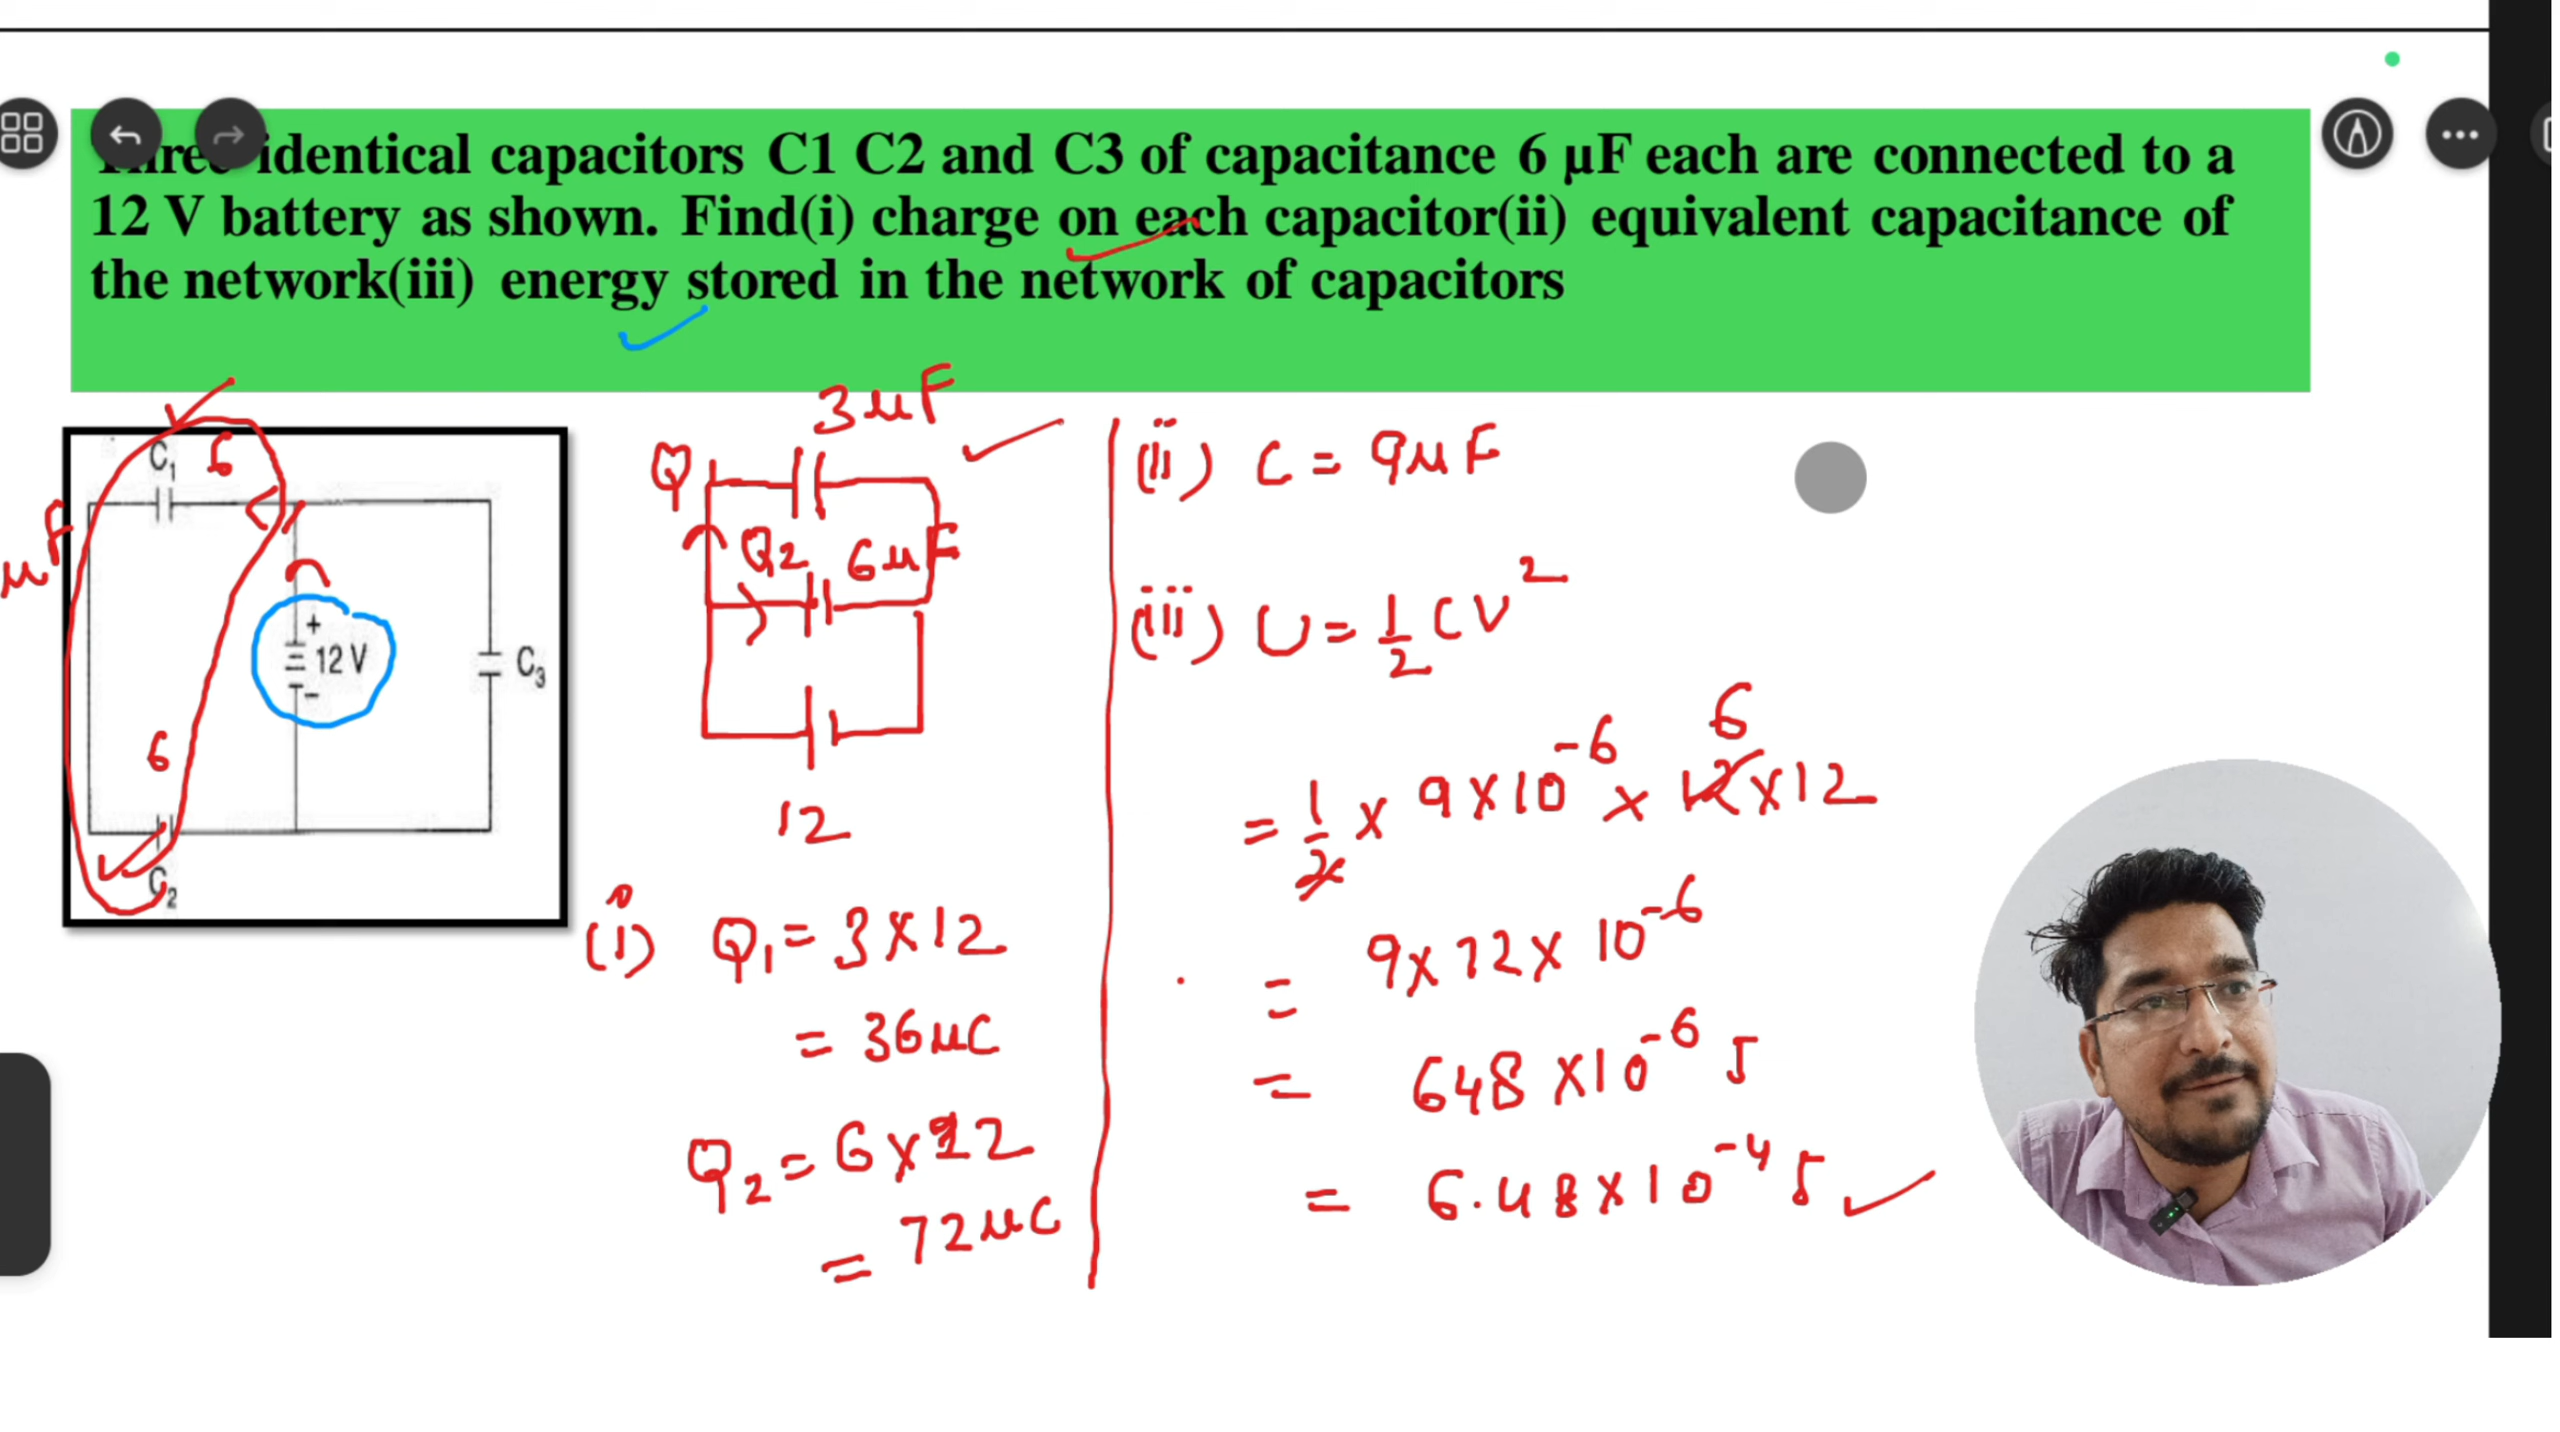 identical capacitors C1 C2 and C3 of capacitance 6 µF each are connected to a
12 V battery as shown. Find(i) charge on each capacitor(ii) equivalent capacitance of
the network(iii) energy stored in the network of capacitors
C₁ 6
μF
+
12 V
-
C₃
6
C₂
3μF
Q
Q2 6μF
12
(i) Q₁ = 3×12
= 36μC
Q₂ = 6×12
= 72μC
(ii) C = 9μF
(iii) U = 1/2 CV²
6
= 1/2 × 9×10⁻⁶ × 12×12
= 9×72×10⁻⁶
= 648×10⁻⁶ J
= 6.48×10⁻⁴ J